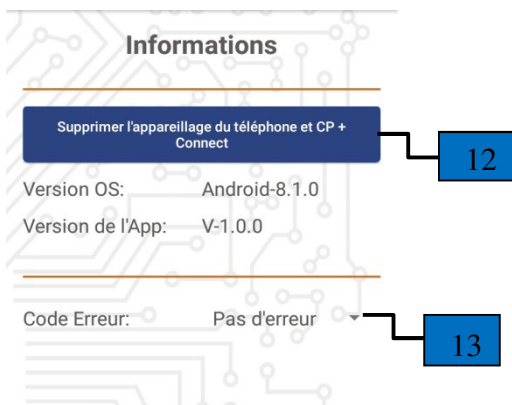 Informations
Supprimer l'appareillage du téléphone et CP +
Connect
12
Version OS: Android-8.1.0
Version de l'App: V-1.0.0
Code Erreur: Pas d'erreur
13